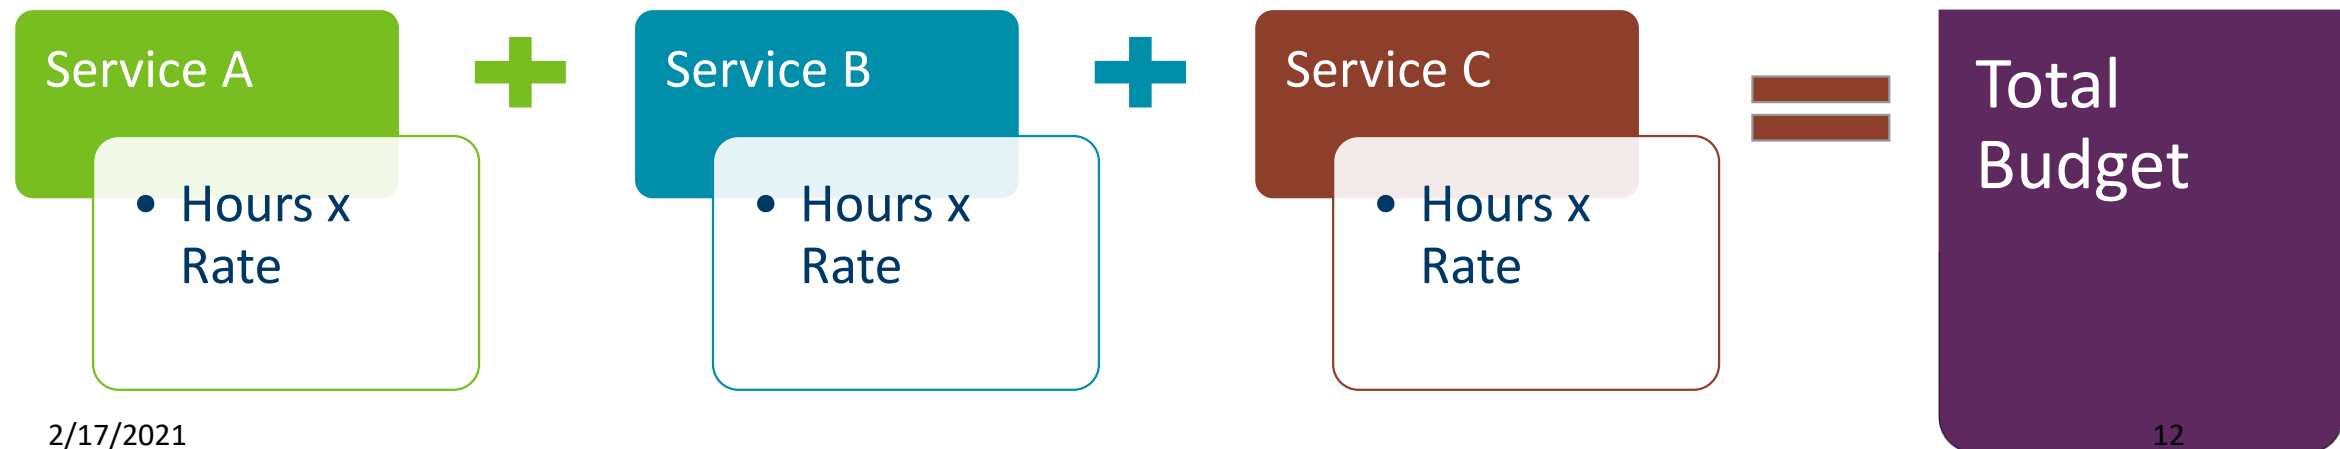 Service A
• Hours x
Rate
Service B
• Hours x
Rate
Service C
• Hours x
Rate
Total
Budget
2/17/2021
12